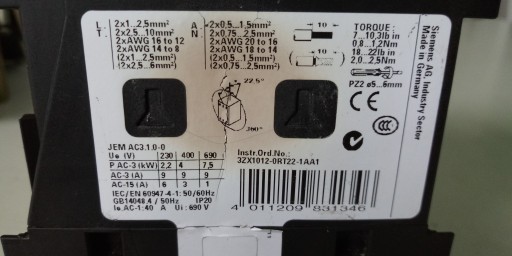 L 2x1...2,5mm²
T 2x2,5...10mm²
2xAWG 16 to 12
2xAWG 14 to 8
(2x1...2,5mm²)
(2x2,5...6mm²)
A 2x0,5...1,5mm²
N 2x0,75...2,5mm²
2xAWG 20 to 16
2xAWG 18 to 14
(2x0,5...1,5mm²)
(2x0,75...2,5mm²)
10
10
TORQUE:
7...10,3lb in
0,8...1,2Nm
18...22lb in
2,0...2,5Nm
PZ2 ø5...6mm
Siemens AG, Industry Sector
Made in Germany
22,5°
360°
CE
CCC
N
JEM AC3.1.0-0
Ue (V) 230 400 690
P AC-3 (kW) 2,2 4 7,5
AC-3 (A) 9 9 9
AC-15 (A) 6 3 1
IEC/EN 60947-4-1: 50/60Hz
GB14048.4 / 50Hz IP20
Ie AC-1: 40 A Ui: 690 V
Instr.Ord.No.:
3ZX1012-0RT22-1AA1
4 011209 831346